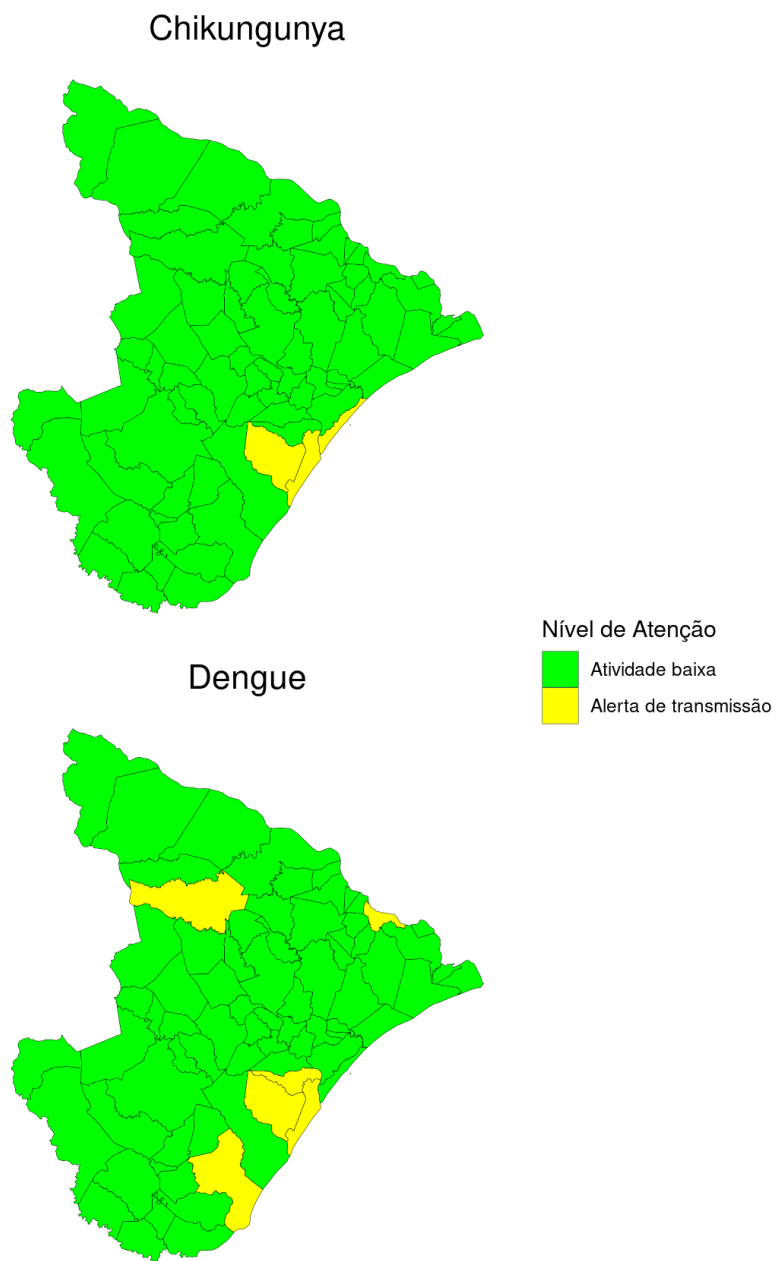 Chikungunya
Nível de Atenção
Atividade baixa
Alerta de transmissão
Dengue